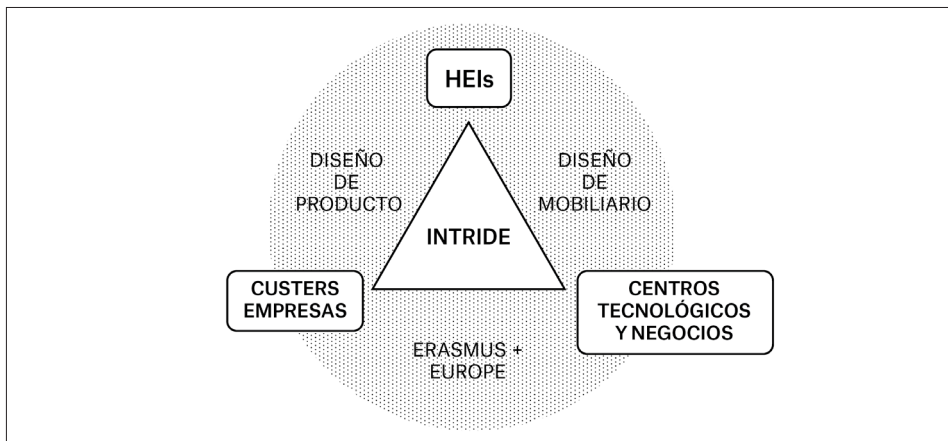 HEIs
DISEÑO
DE
PRODUCTO
DISEÑO
DE
MOBILIARIO
INTRIDE
CUSTERS
EMPRESAS
CENTROS
TECNOLÓGICOS
Y NEGOCIOS
ERASMUS +
EUROPE